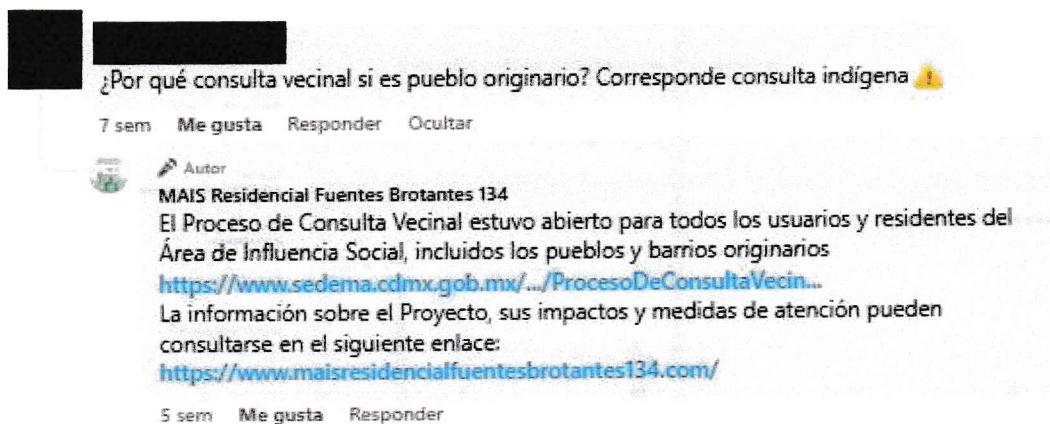 ¿Por qué consulta vecinal si es pueblo originario? Corresponde consulta indígena ⚠️
7 sem Me gusta Responder Ocultar
Autor
MAIS Residencial Fuentes Brotantes 134
El Proceso de Consulta Vecinal estuvo abierto para todos los usuarios y residentes del
Área de Influencia Social, incluidos los pueblos y barrios originarios
https://www.sedema.cdmx.gob.mx/.../ProcesoDeConsultaVecin...
La información sobre el Proyecto, sus impactos y medidas de atención pueden
consultarse en el siguiente enlace:
https://www.maisresidencialfuentesbrotantes134.com/
5 sem Me gusta Responder